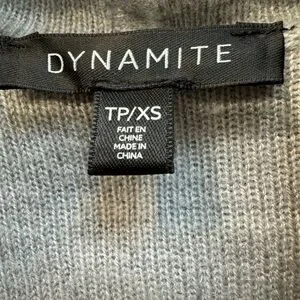 DYNAMITE
TP/XS
FAIT EN
CHINE
MADE IN
CHINA